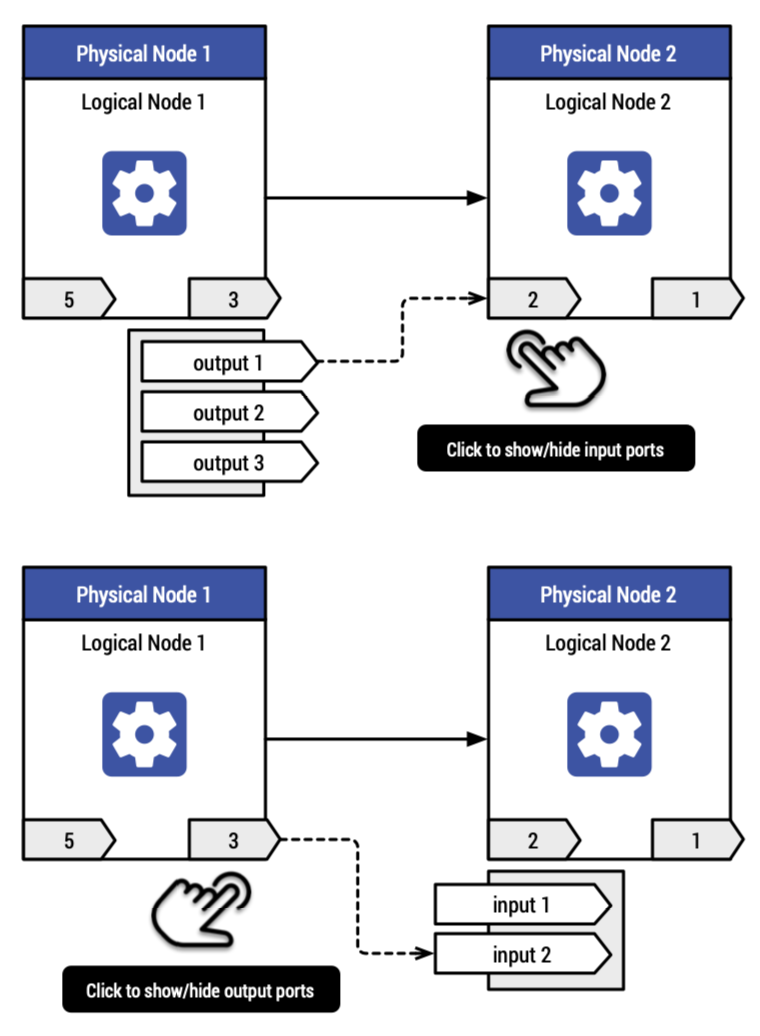 Physical Node 1
Physical Node 2
Logical Node 1
Logical Node 2
5
3
2
1
output 1
output 2
output 3
Click to show/hide input ports
Physical Node 1
Physical Node 2
Logical Node 1
Logical Node 2
5
3
2
1
input 1
input 2
Click to show/hide output ports